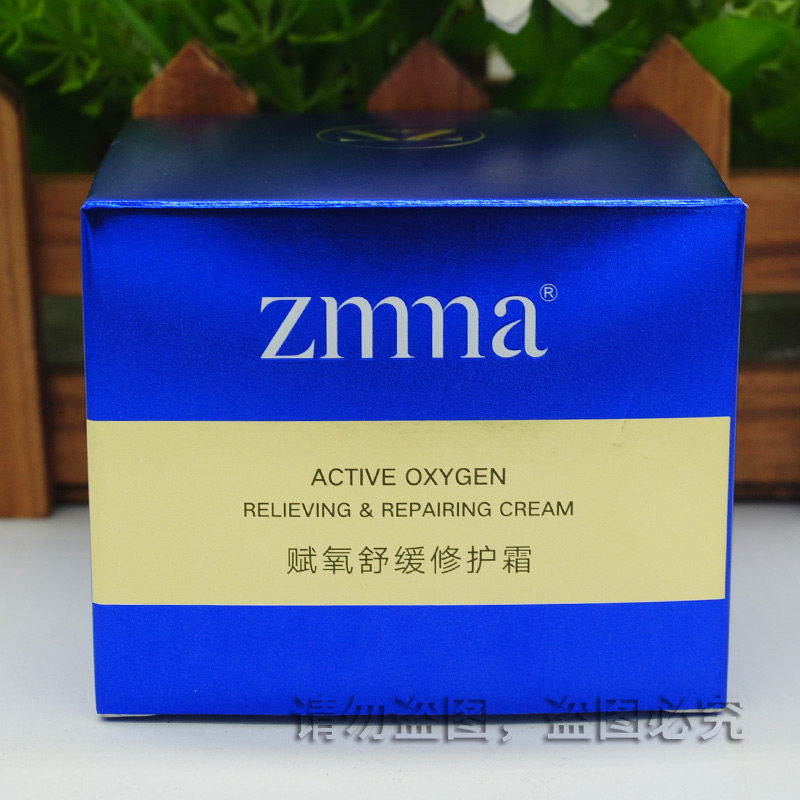 zmna®
ACTIVE OXYGEN
RELIEVING & REPAIRING CREAM
赋氧舒缓修护霜
请勿盗图，盗图必究